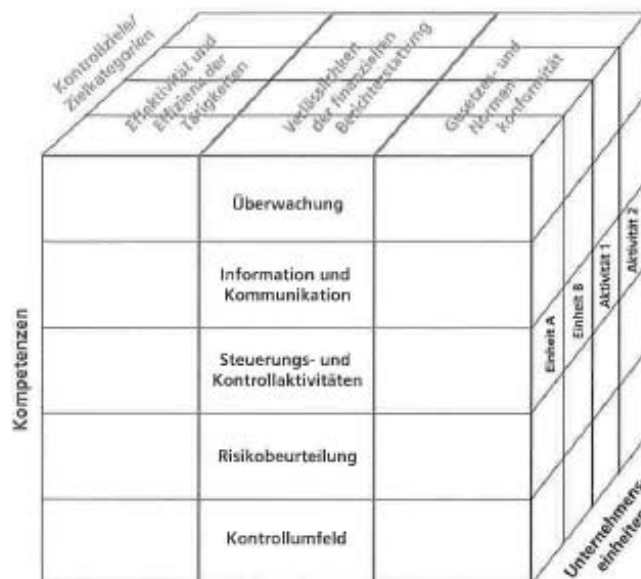 Kontrollziele/
Zielkategorien
Effektivität und
Effizienz der
Tätigkeiten
Verlässlichkeit
der finanziellen
Berichterstattung
Gesetzes- und
Normen-
konformität
Überwachung
Information und
Kommunikation
Steuerungs- und
Kontrollaktivitäten
Risikobeurteilung
Kontrollumfeld
Kompetenzen
Einheit A
Einheit B
Aktivität 1
Aktivität 2
Unternehmens-
einheiten